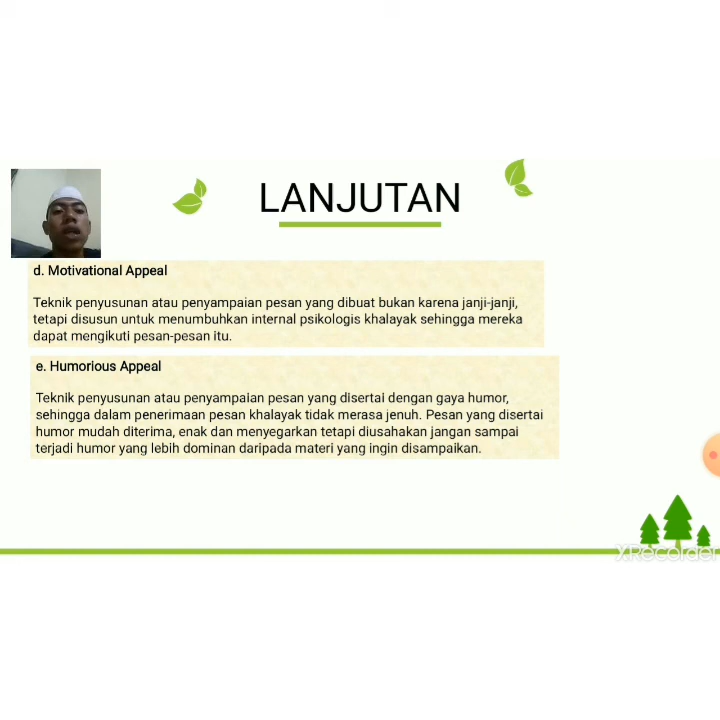 LANJUTAN
d. Motivational Appeal
Teknik penyusunan atau penyampaian pesan yang dibuat bukan karena janji-janji,
tetapi disusun untuk menumbuhkan internal psikologis khalayak sehingga mereka
dapat mengikuti pesan-pesan itu.
e. Humorious Appeal
Teknik penyusunan atau penyampaian pesan yang disertai dengan gaya humor,
sehingga dalam penerimaan pesan khalayak tidak merasa jenuh. Pesan yang disertai
humor mudah diterima, enak dan menyegarkan tetapi diusahakan jangan sampai
terjadi humor yang lebih dominan daripada materi yang ingin disampaikan.
XRecorder